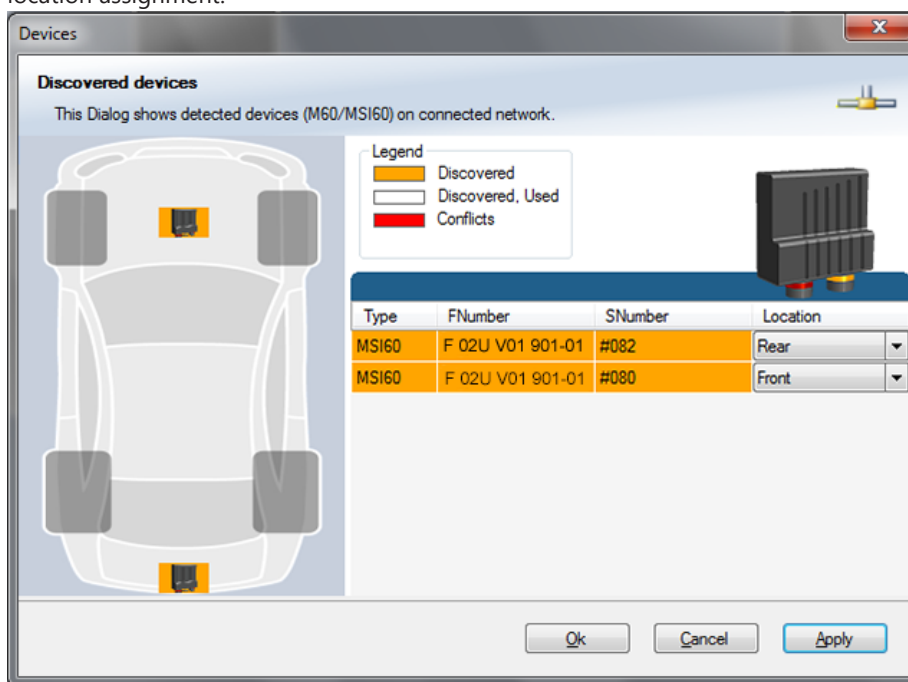 location assignment.
Devices
Discovered devices
This Dialog shows detected devices (M60/MSI60) on connected network.
Legend
Discovered
Discovered, Used
Conflicts
Type FNumber SNumber Location
MSI60 F 02U V01 901-01 #082 Rear
MSI60 F 02U V01 901-01 #080 Front
Ok Cancel Apply